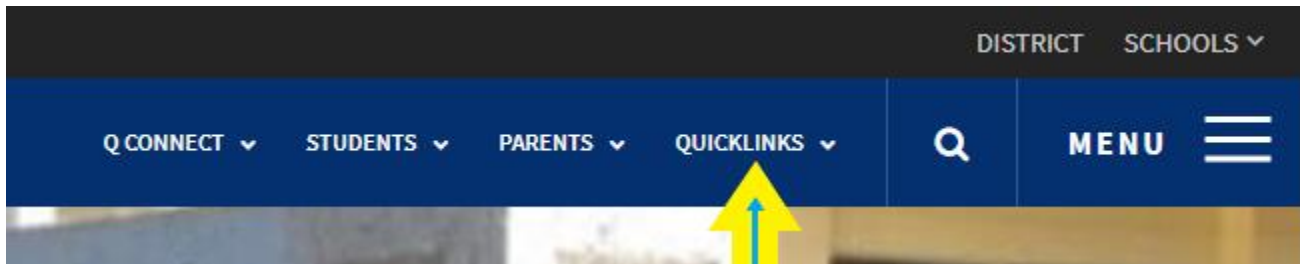 DISTRICT SCHOOLS
Q CONNECT STUDENTS PARENTS QUICKLINKS MENU